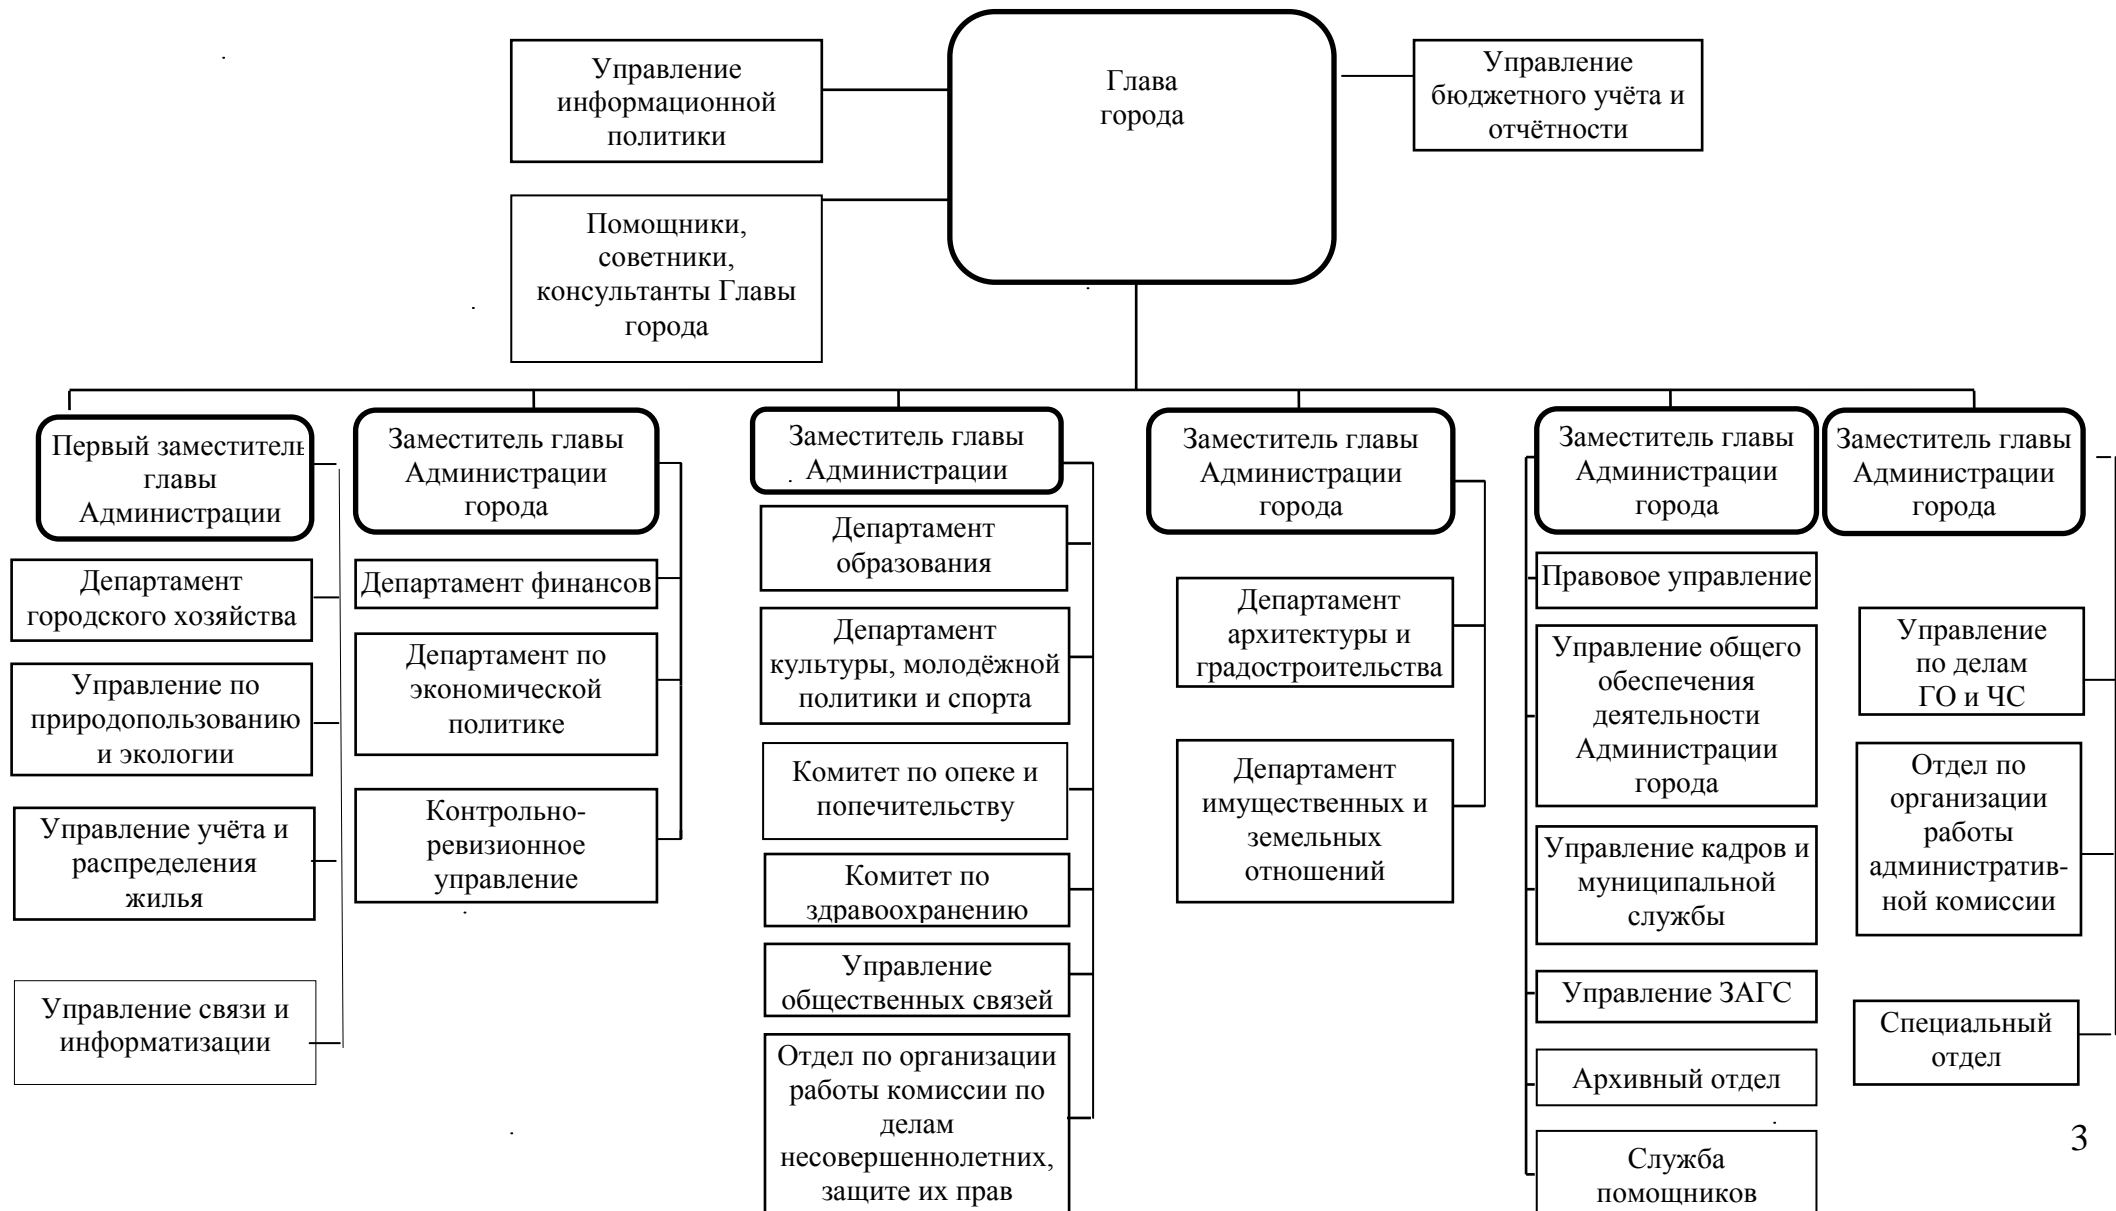 Управление
информационной
политики
Глава
города
Управление
бюджетного учёта и
отчётности
Помощники,
советники,
консультанты Главы
города
Первый заместитель
главы
Администрации
Департамент
городского хозяйства
Управление по
природопользованию
и экологии
Управление учёта и
распределения
жилья
Управление связи и
информатизации
Заместитель главы
Администрации
города
Департамент финансов
Департамент по
экономической
политике
Контрольно-
ревизионное
управление
Заместитель главы
Администрации
Департамент
образования
Департамент
культуры, молодёжной
политики и спорта
Комитет по опеке и
попечительству
Комитет по
здравоохранению
Управление
общественных связей
Отдел по организации
работы комиссии по
делам
несовершеннолетних,
защите их прав
Заместитель главы
Администрации
города
Департамент
архитектуры и
градостроительства
Департамент
имущественных и
земельных
отношений
Заместитель главы
Администрации
города
Правовое управление
Управление общего
обеспечения
деятельности
Администрации
города
Управление кадров и
муниципальной
службы
Управление ЗАГС
Архивный отдел
Служба
помощников
Заместитель главы
Администрации
города
Управление
по делам
ГО и ЧС
Отдел по
организации
работы
административ-
ной комиссии
Специальный
отдел
3